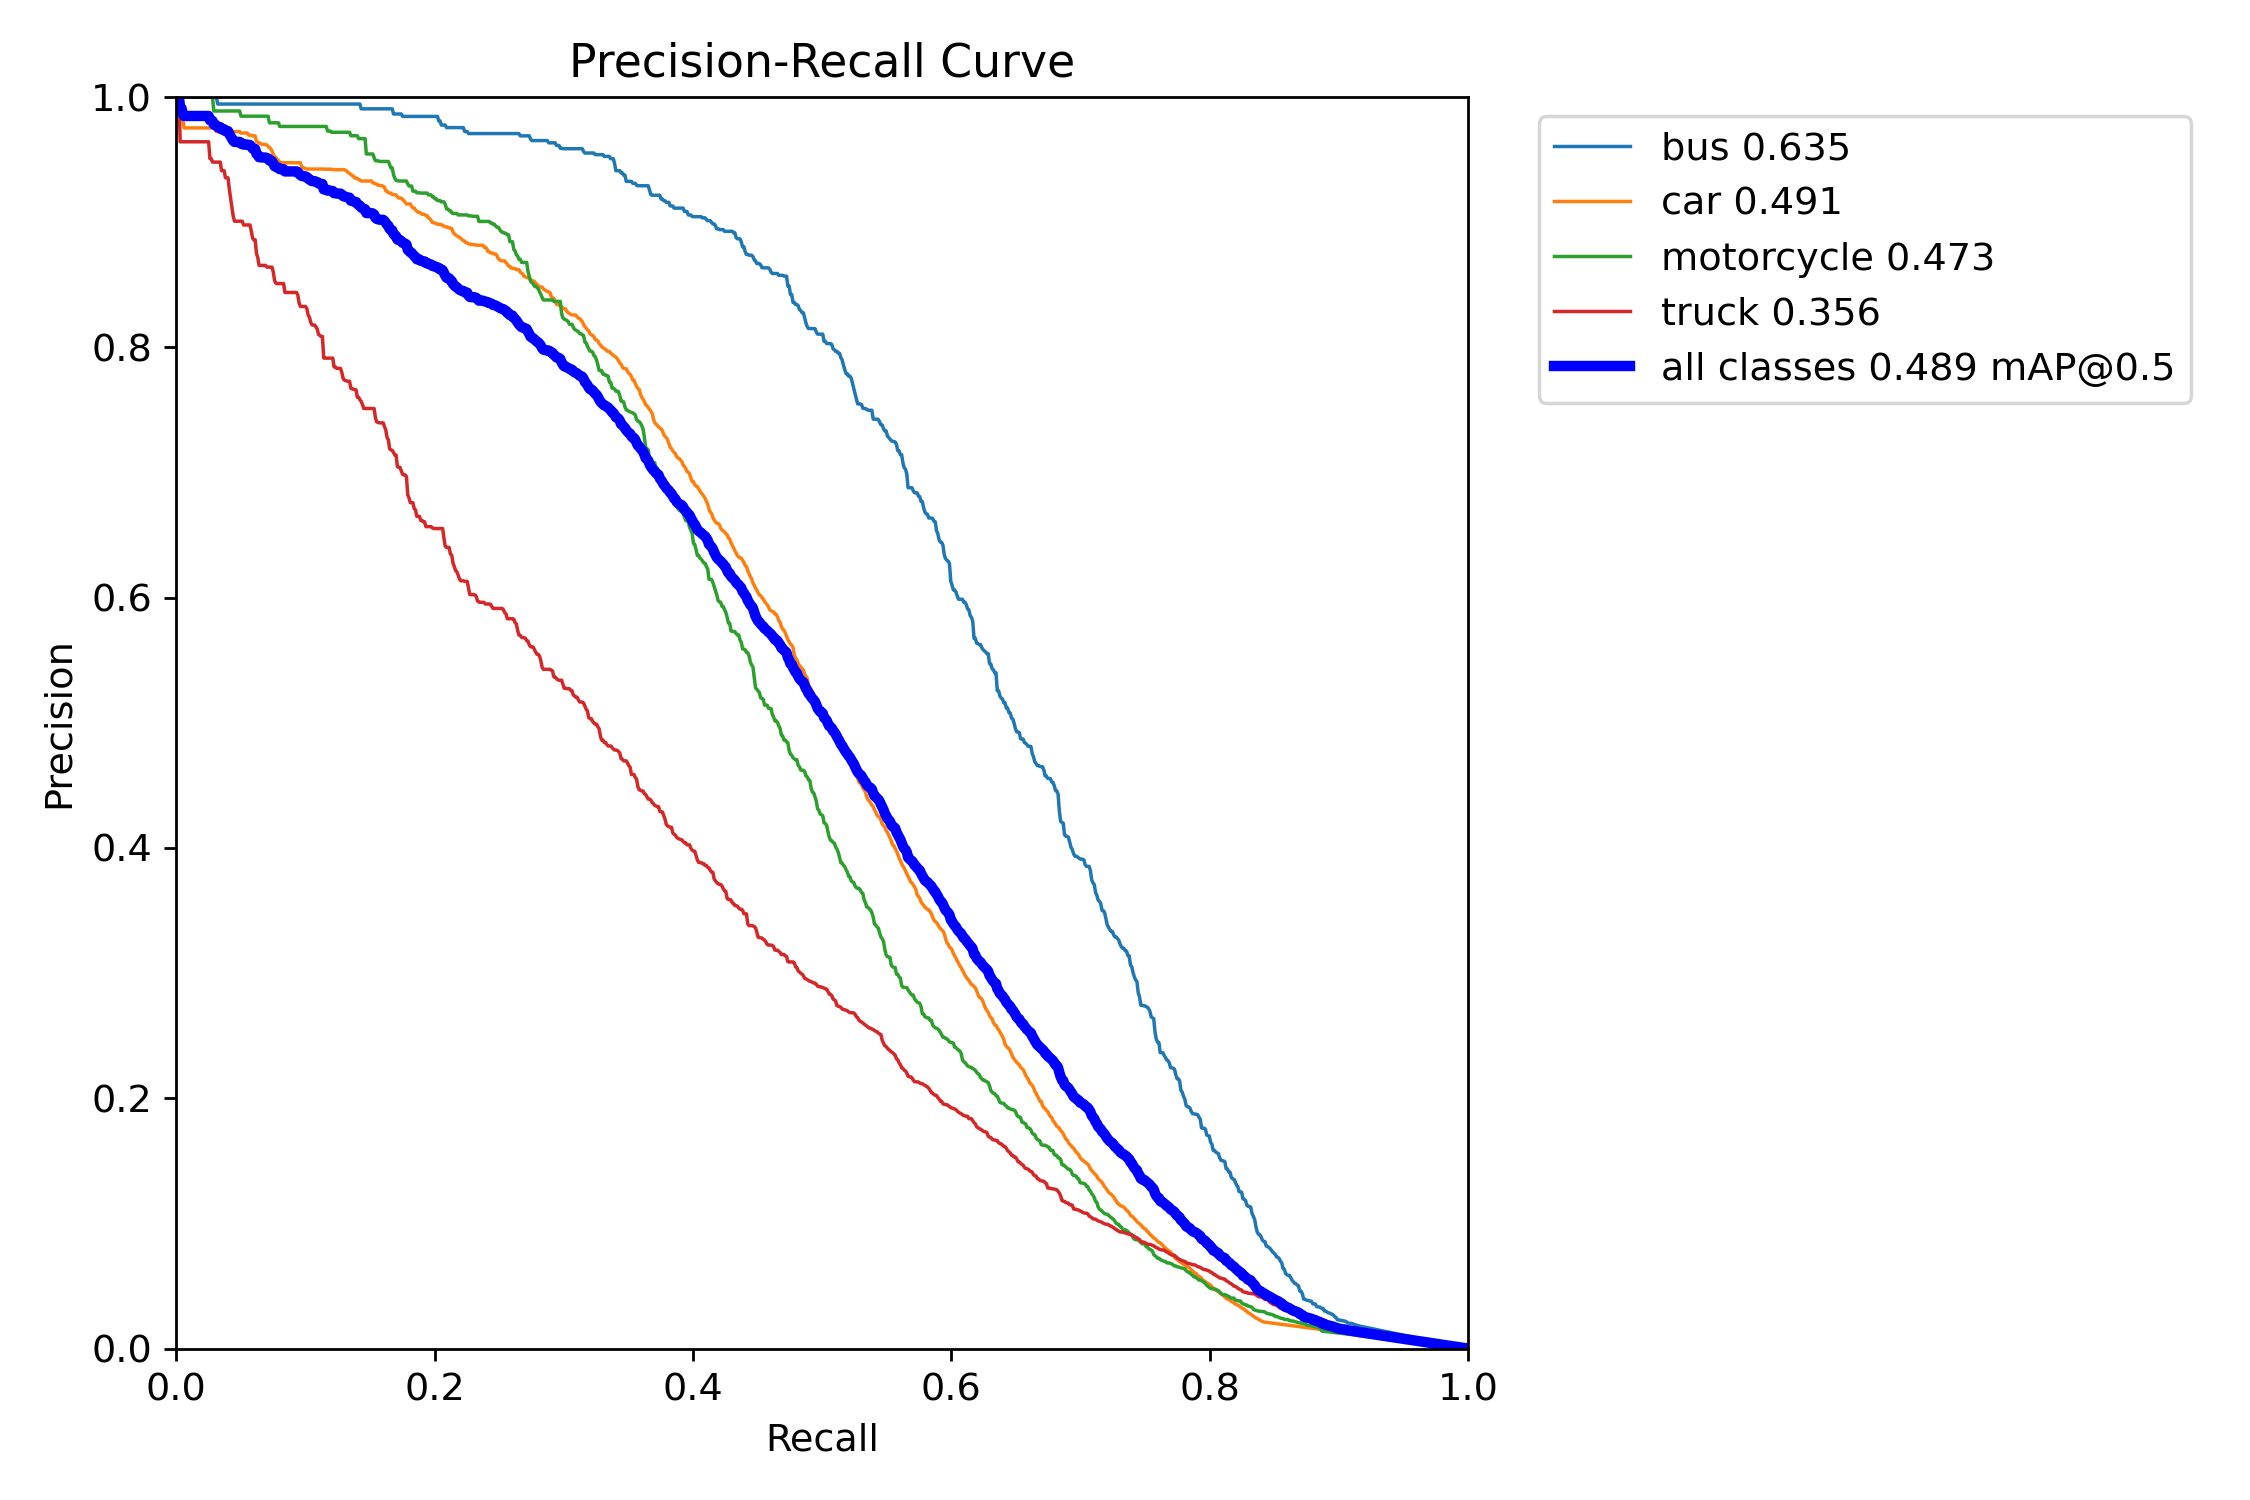 Precision-Recall Curve
1.0
0.8
0.6
0.4
0.2
0.0
Precision
0.0 0.2 0.4 0.6 0.8 1.0
Recall
bus 0.635
car 0.491
motorcycle 0.473
truck 0.356
all classes 0.489 mAP@0.5